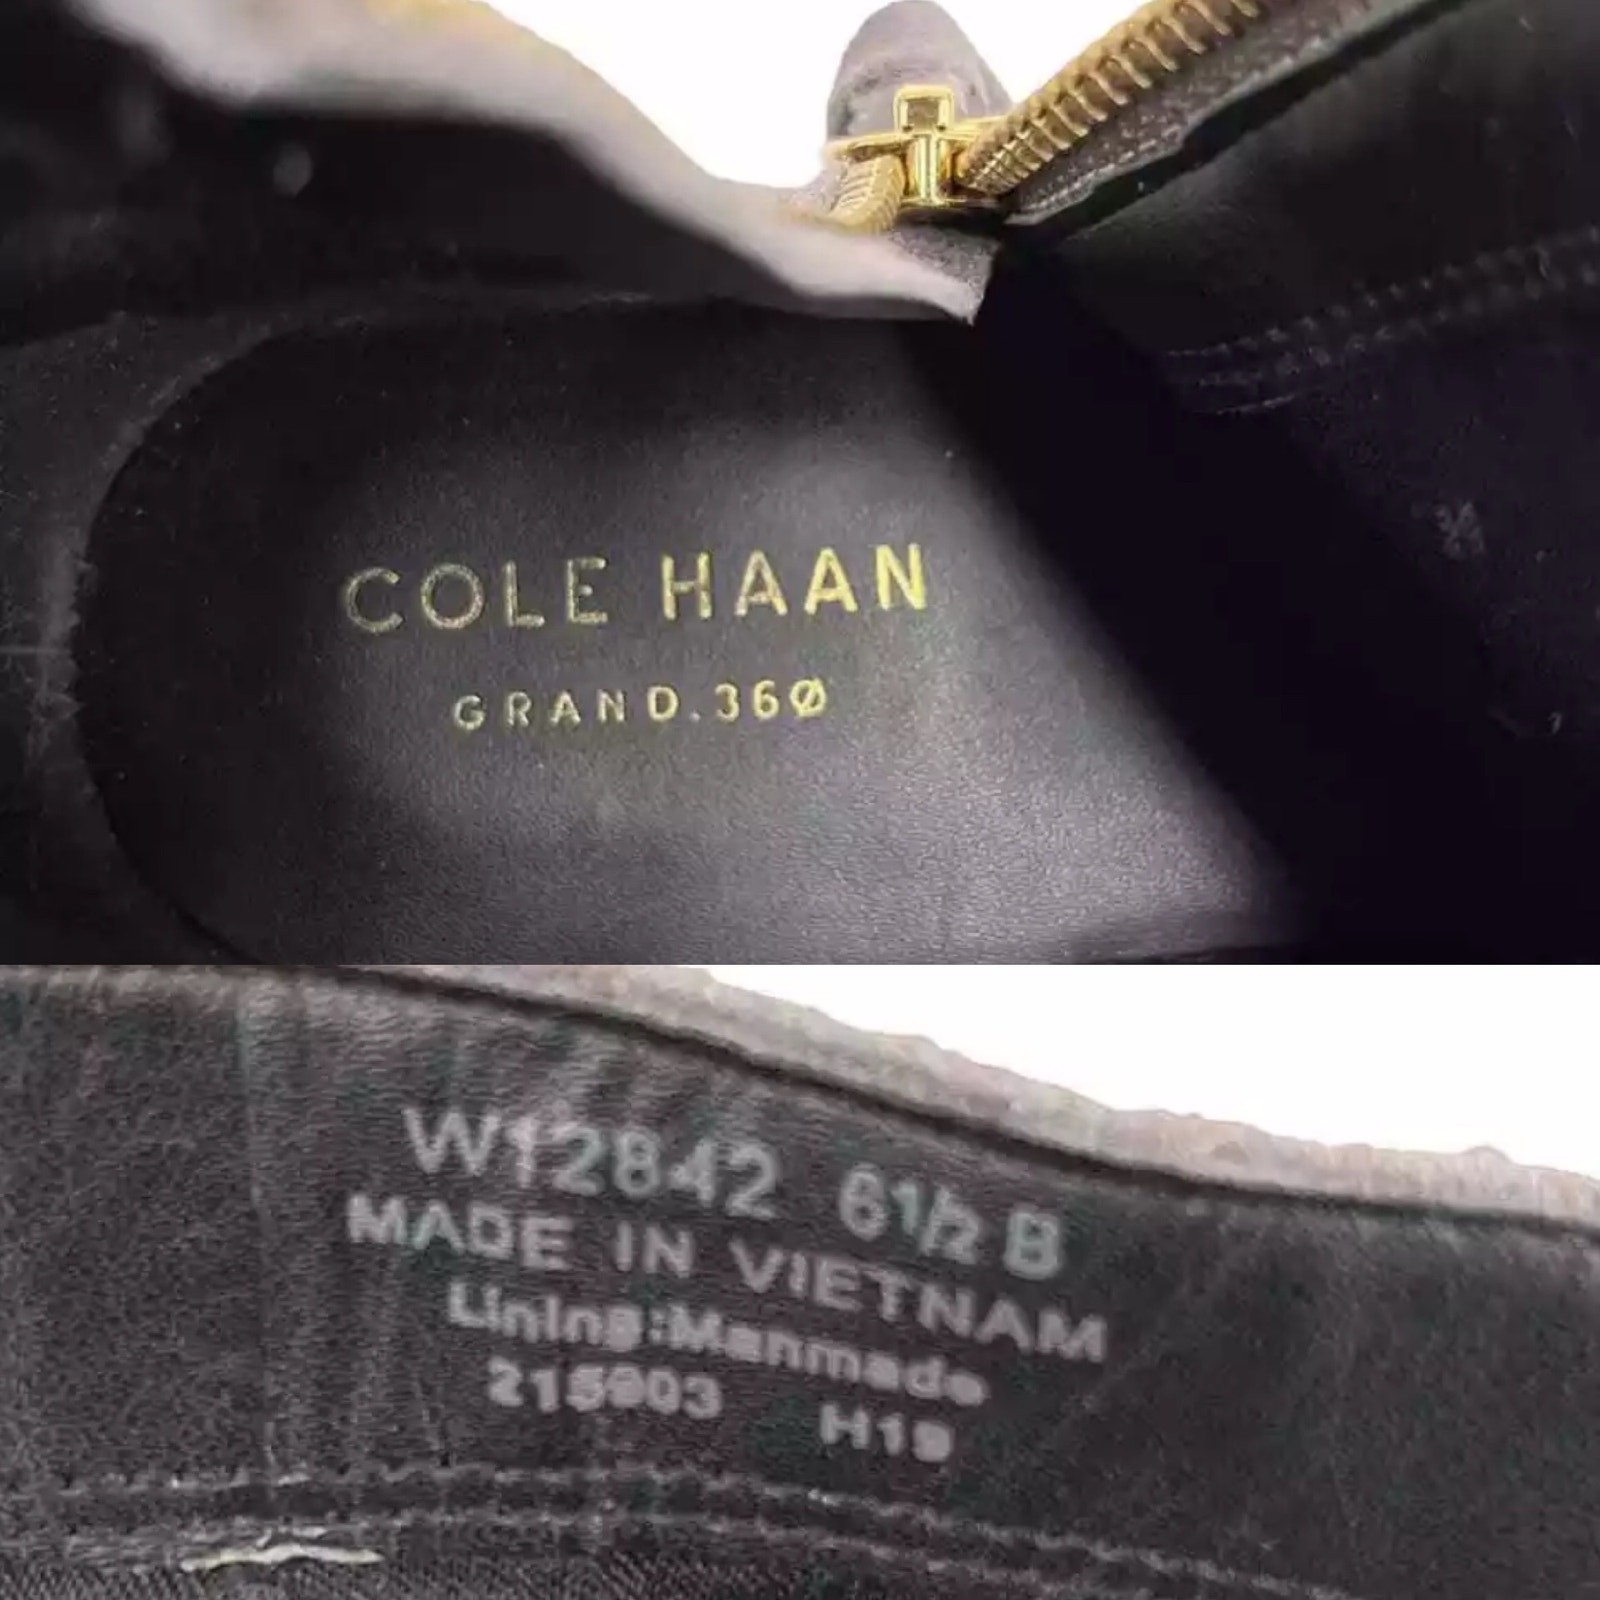 COLE HAAN
GRAND.36Ø
W12842 6½ B
MADE IN VIETNAM
Lining:Manmade
215903 H19